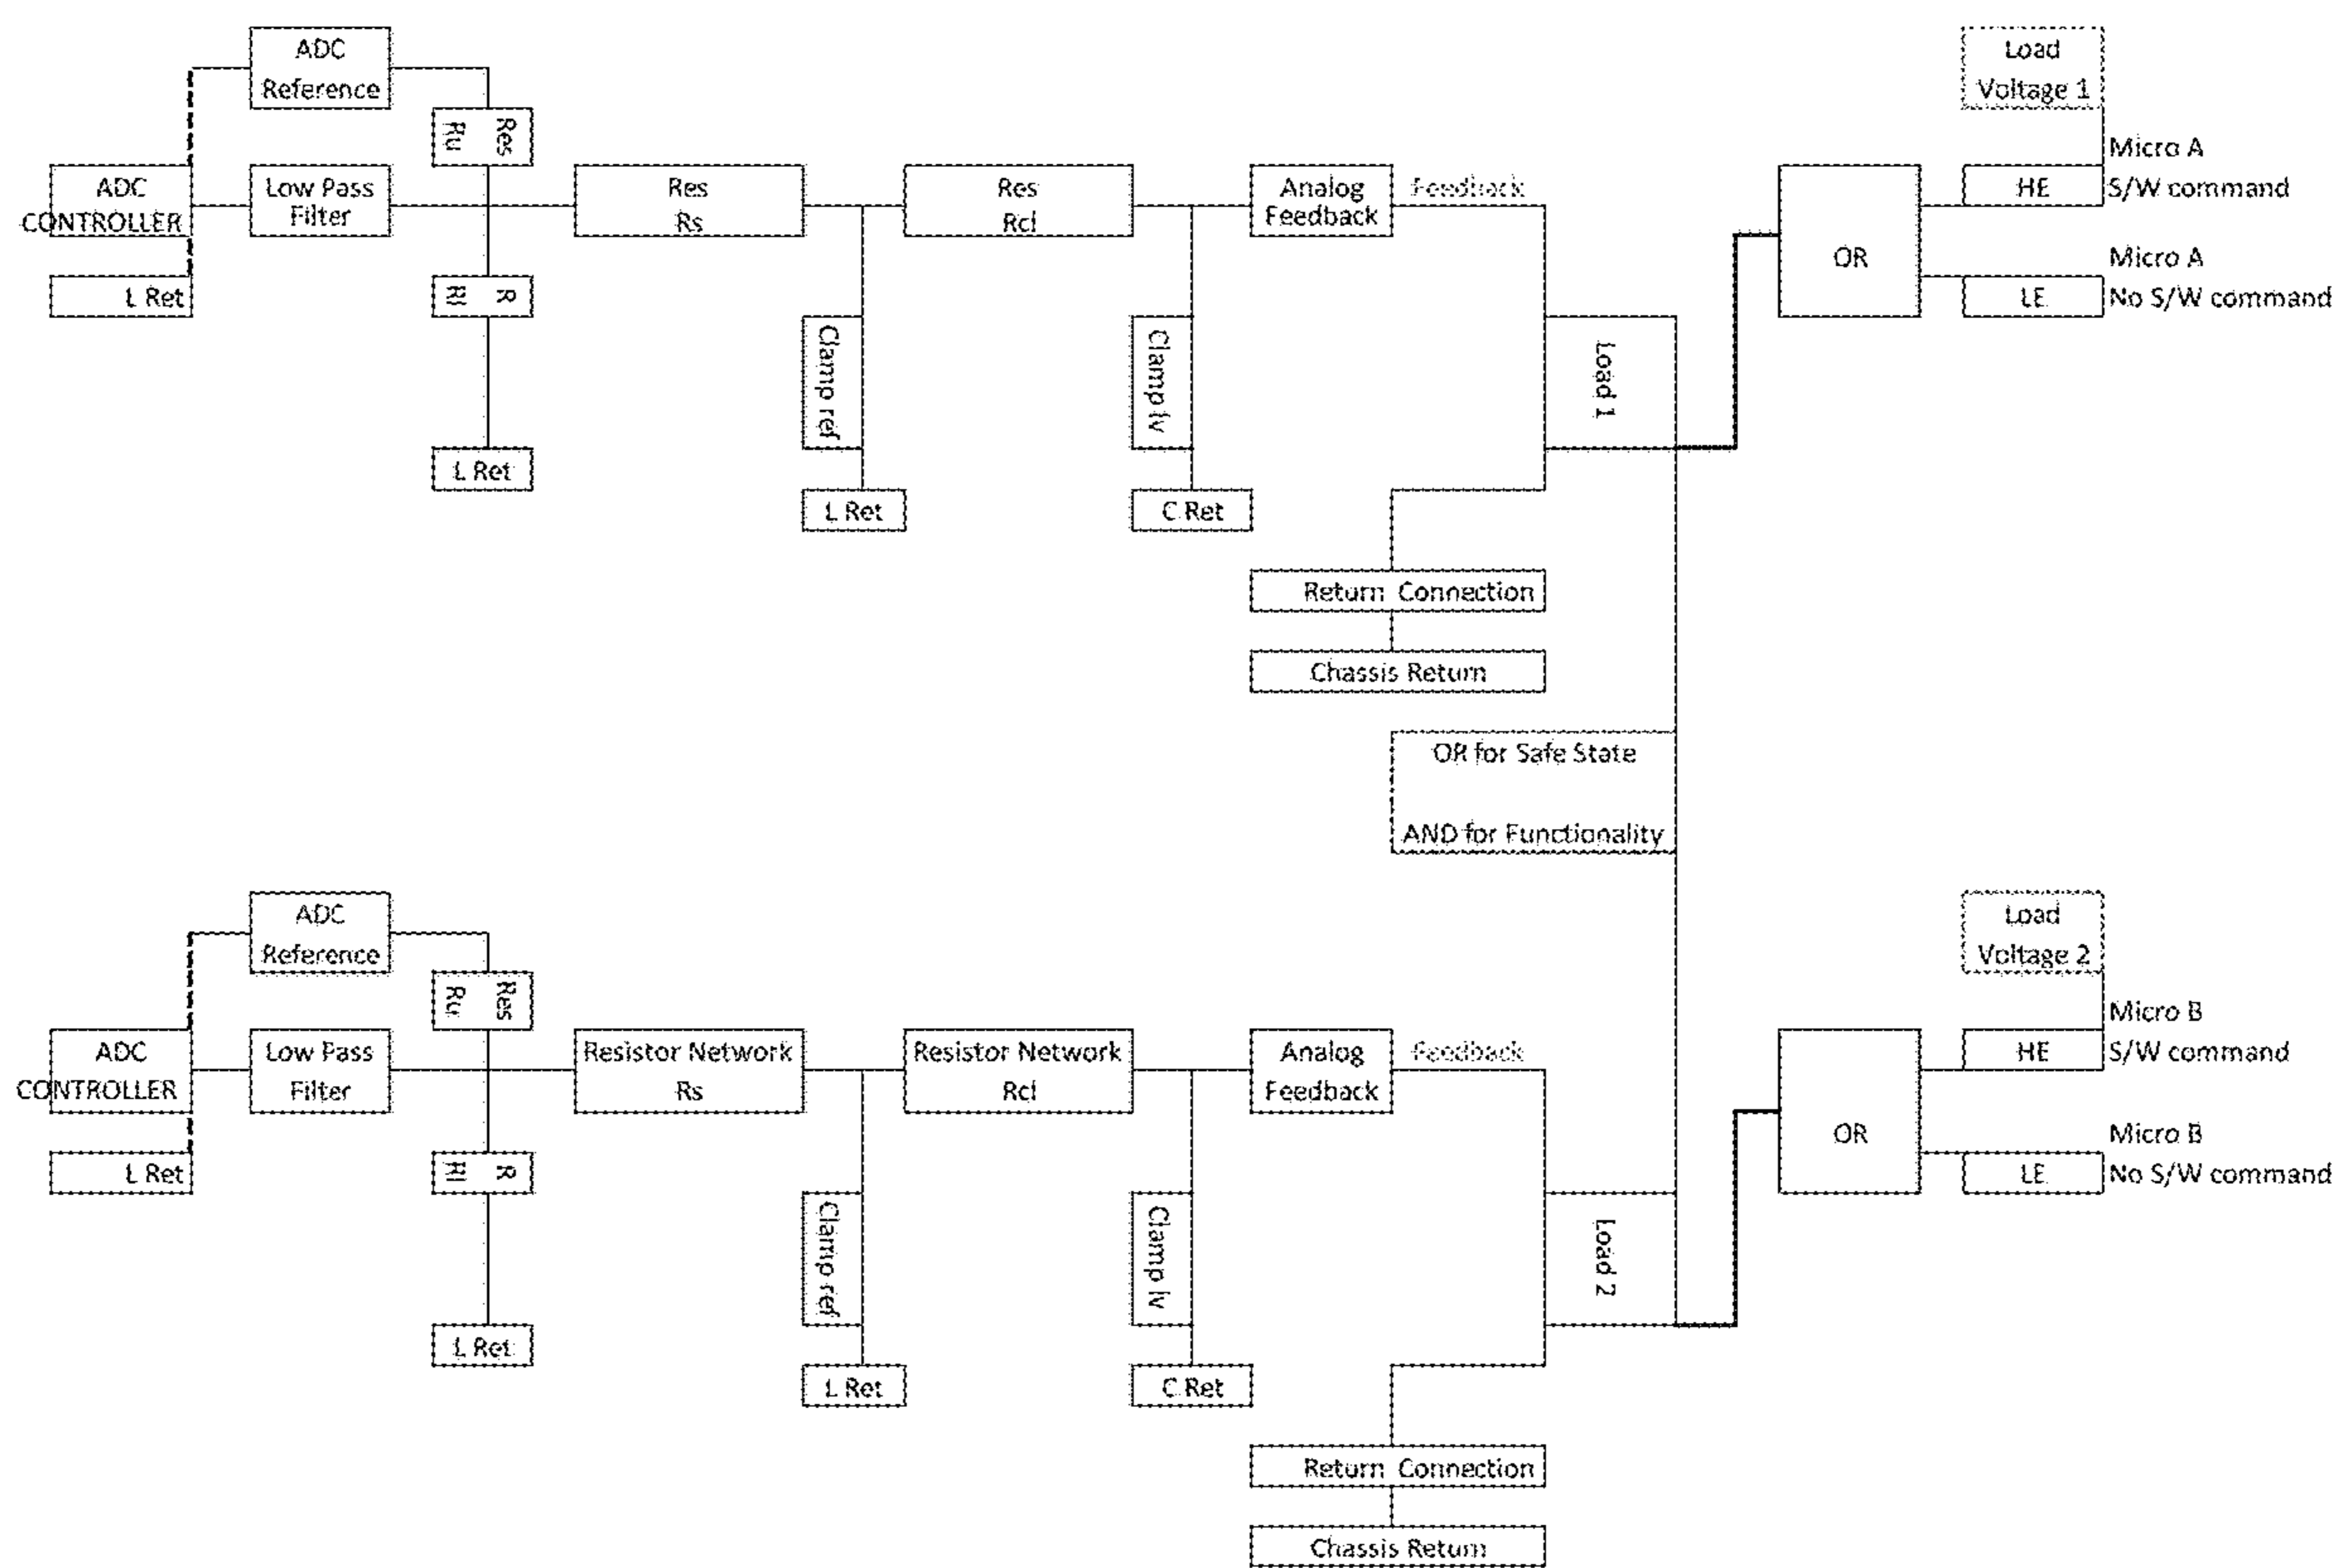 ADC
Reference
Load
Voltage 1
Res
Ru
Micro A
ADC
CONTROLLER
Low Pass
Filter
Res
Rs
Res
Rcl
Analog
Feedback
Feedback
HE
S/W command
OR
Micro A
L Ret
R
Rl
LE
No S/W command
Clamp ref
Clamp lv
Load 1
L Ret
L Ret
C Ret
Return Connection
Chassis Return
OR for Safe State
AND for Functionality
ADC
Reference
Load
Voltage 2
Res
Ru
Micro B
ADC
CONTROLLER
Low Pass
Filter
Resistor Network
Rs
Resistor Network
Rcl
Analog
Feedback
Feedback
HE
S/W command
OR
Micro B
L Ret
R
Rl
LE
No S/W command
Clamp ref
Clamp lv
Load 2
L Ret
L Ret
C Ret
Return Connection
Chassis Return